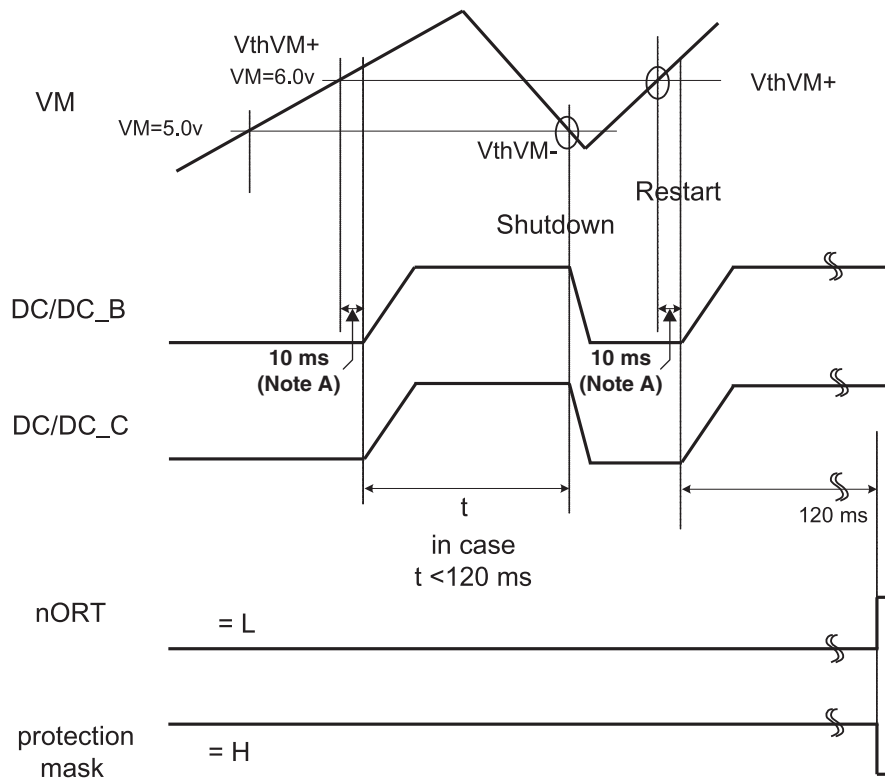 VthVM+
VM=6.0v
VM
VthVM+
VM=5.0v
VthVM-
Restart
Shutdown
DC/DC_B
10 ms
(Note A)
10 ms
(Note A)
DC/DC_C
t
120 ms
in case
t <120 ms
nORT
= L
protection
mask
= H